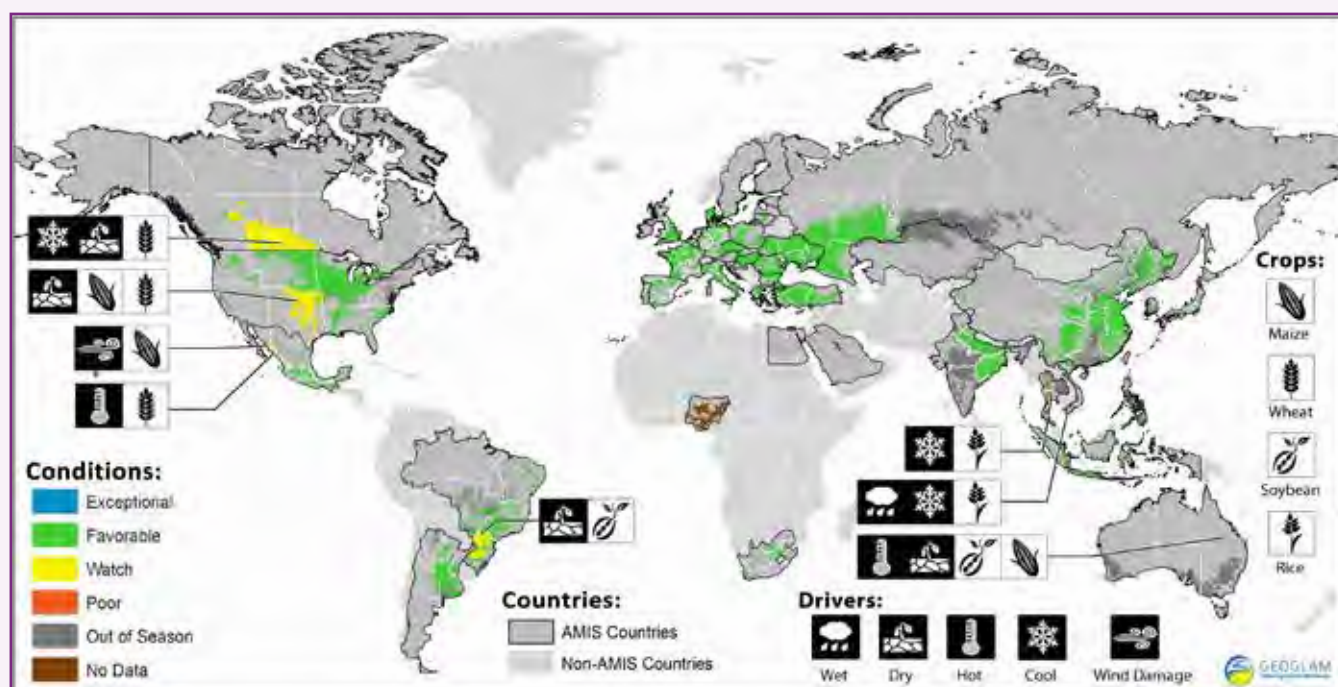 Crops:
Maize
Wheat
Soybean
Rice
Conditions:
Exceptional
Favorable
Watch
Poor
Out of Season
No Data
Countries:
AMIS Countries
Non-AMIS Countries
Drivers:
Wet
Dry
Hot
Cool
Wind Damage
GEOGLAM